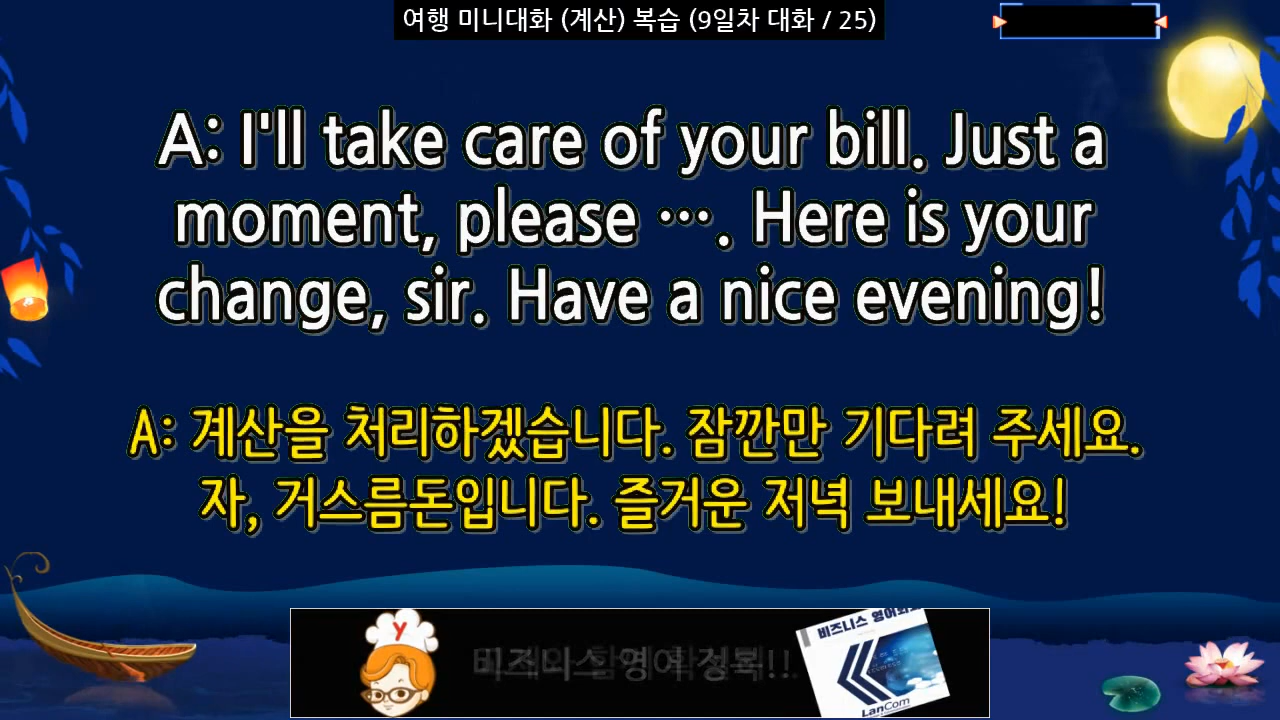 여행 미니대화 (계산) 복습 (9일차 대화 / 25)
A: I'll take care of your bill. Just a
moment, please ···. Here is your
change, sir. Have a nice evening!
A: 계산을 처리하겠습니다. 잠깐만 기다려 주세요.
자, 거스름돈입니다. 즐거운 저녁 보내세요!
Y
비즈니스 영어
LanCom